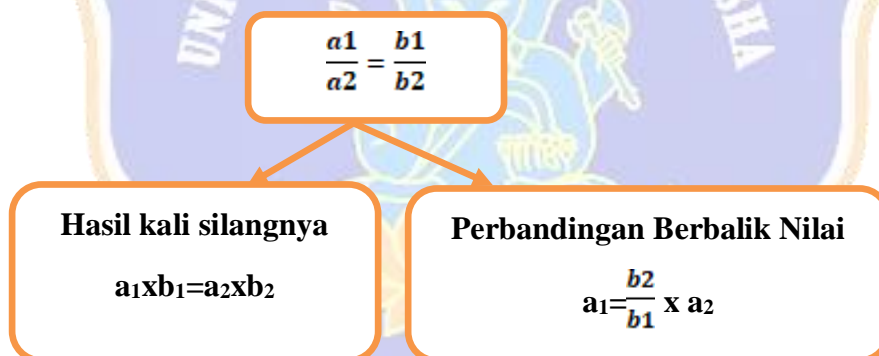 a1/a2 = b1/b2
Hasil kali silangnya
a₁xb₁=a₂xb₂
Perbandingan Berbalik Nilai
a₁=b2/b1 x a₂